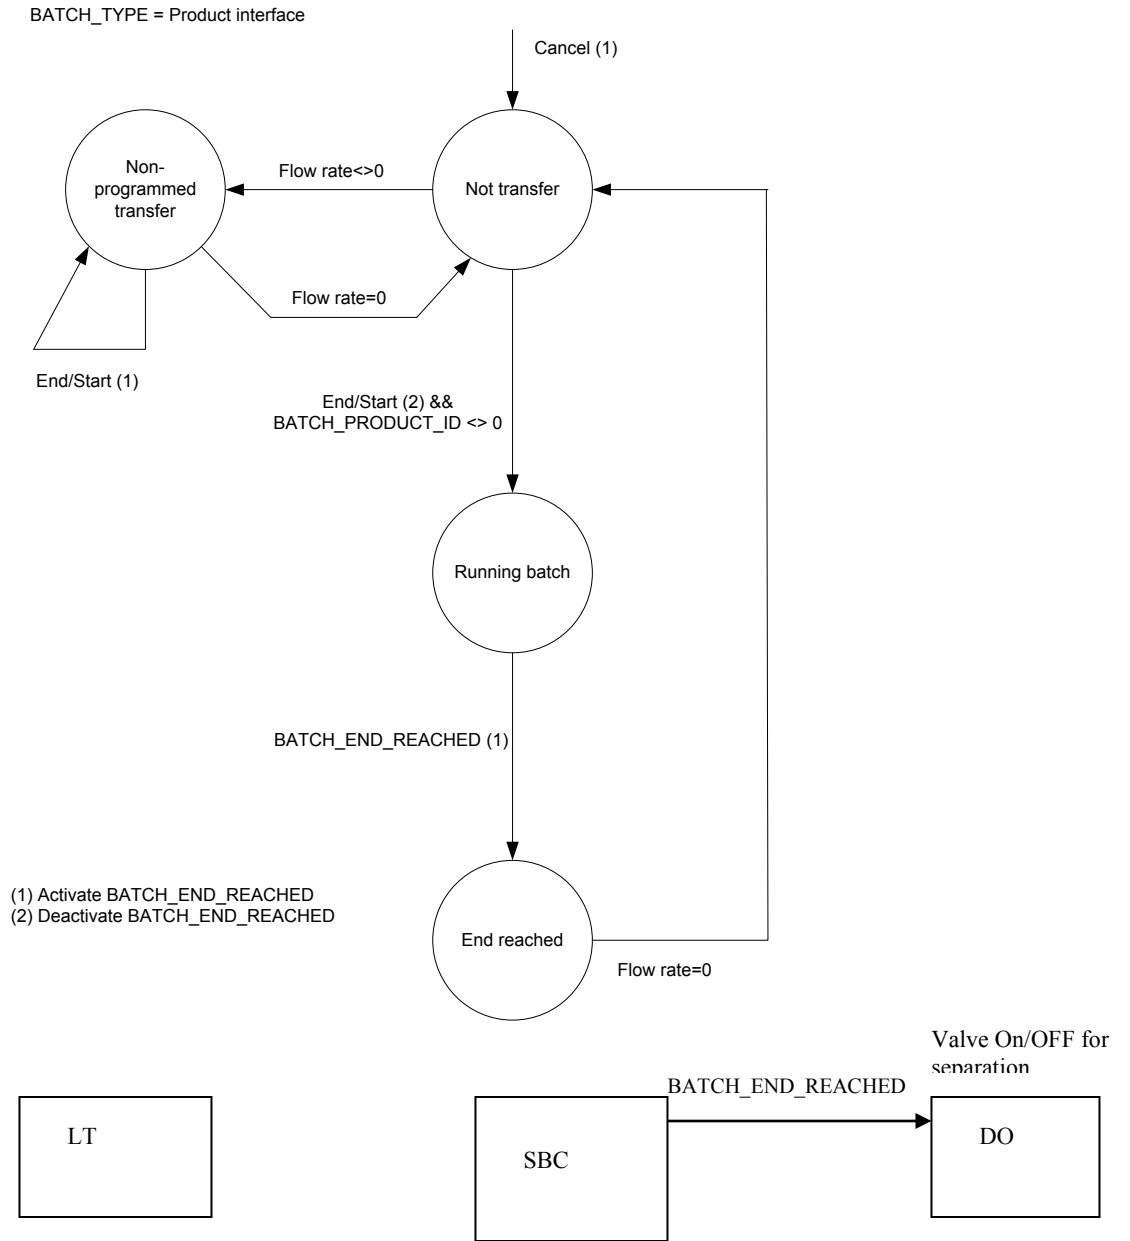 BATCH_TYPE = Product interface
Cancel (1)
Non-
programmed
transfer
Flow rate<>0
Not transfer
Flow rate=0
End/Start (1)
End/Start (2) &&
BATCH_PRODUCT_ID <> 0
Running batch
BATCH_END_REACHED (1)
(1) Activate BATCH_END_REACHED
(2) Deactivate BATCH_END_REACHED
End reached
Flow rate=0
Valve On/OFF for
separation
BATCH_END_REACHED
LT
SBC
DO